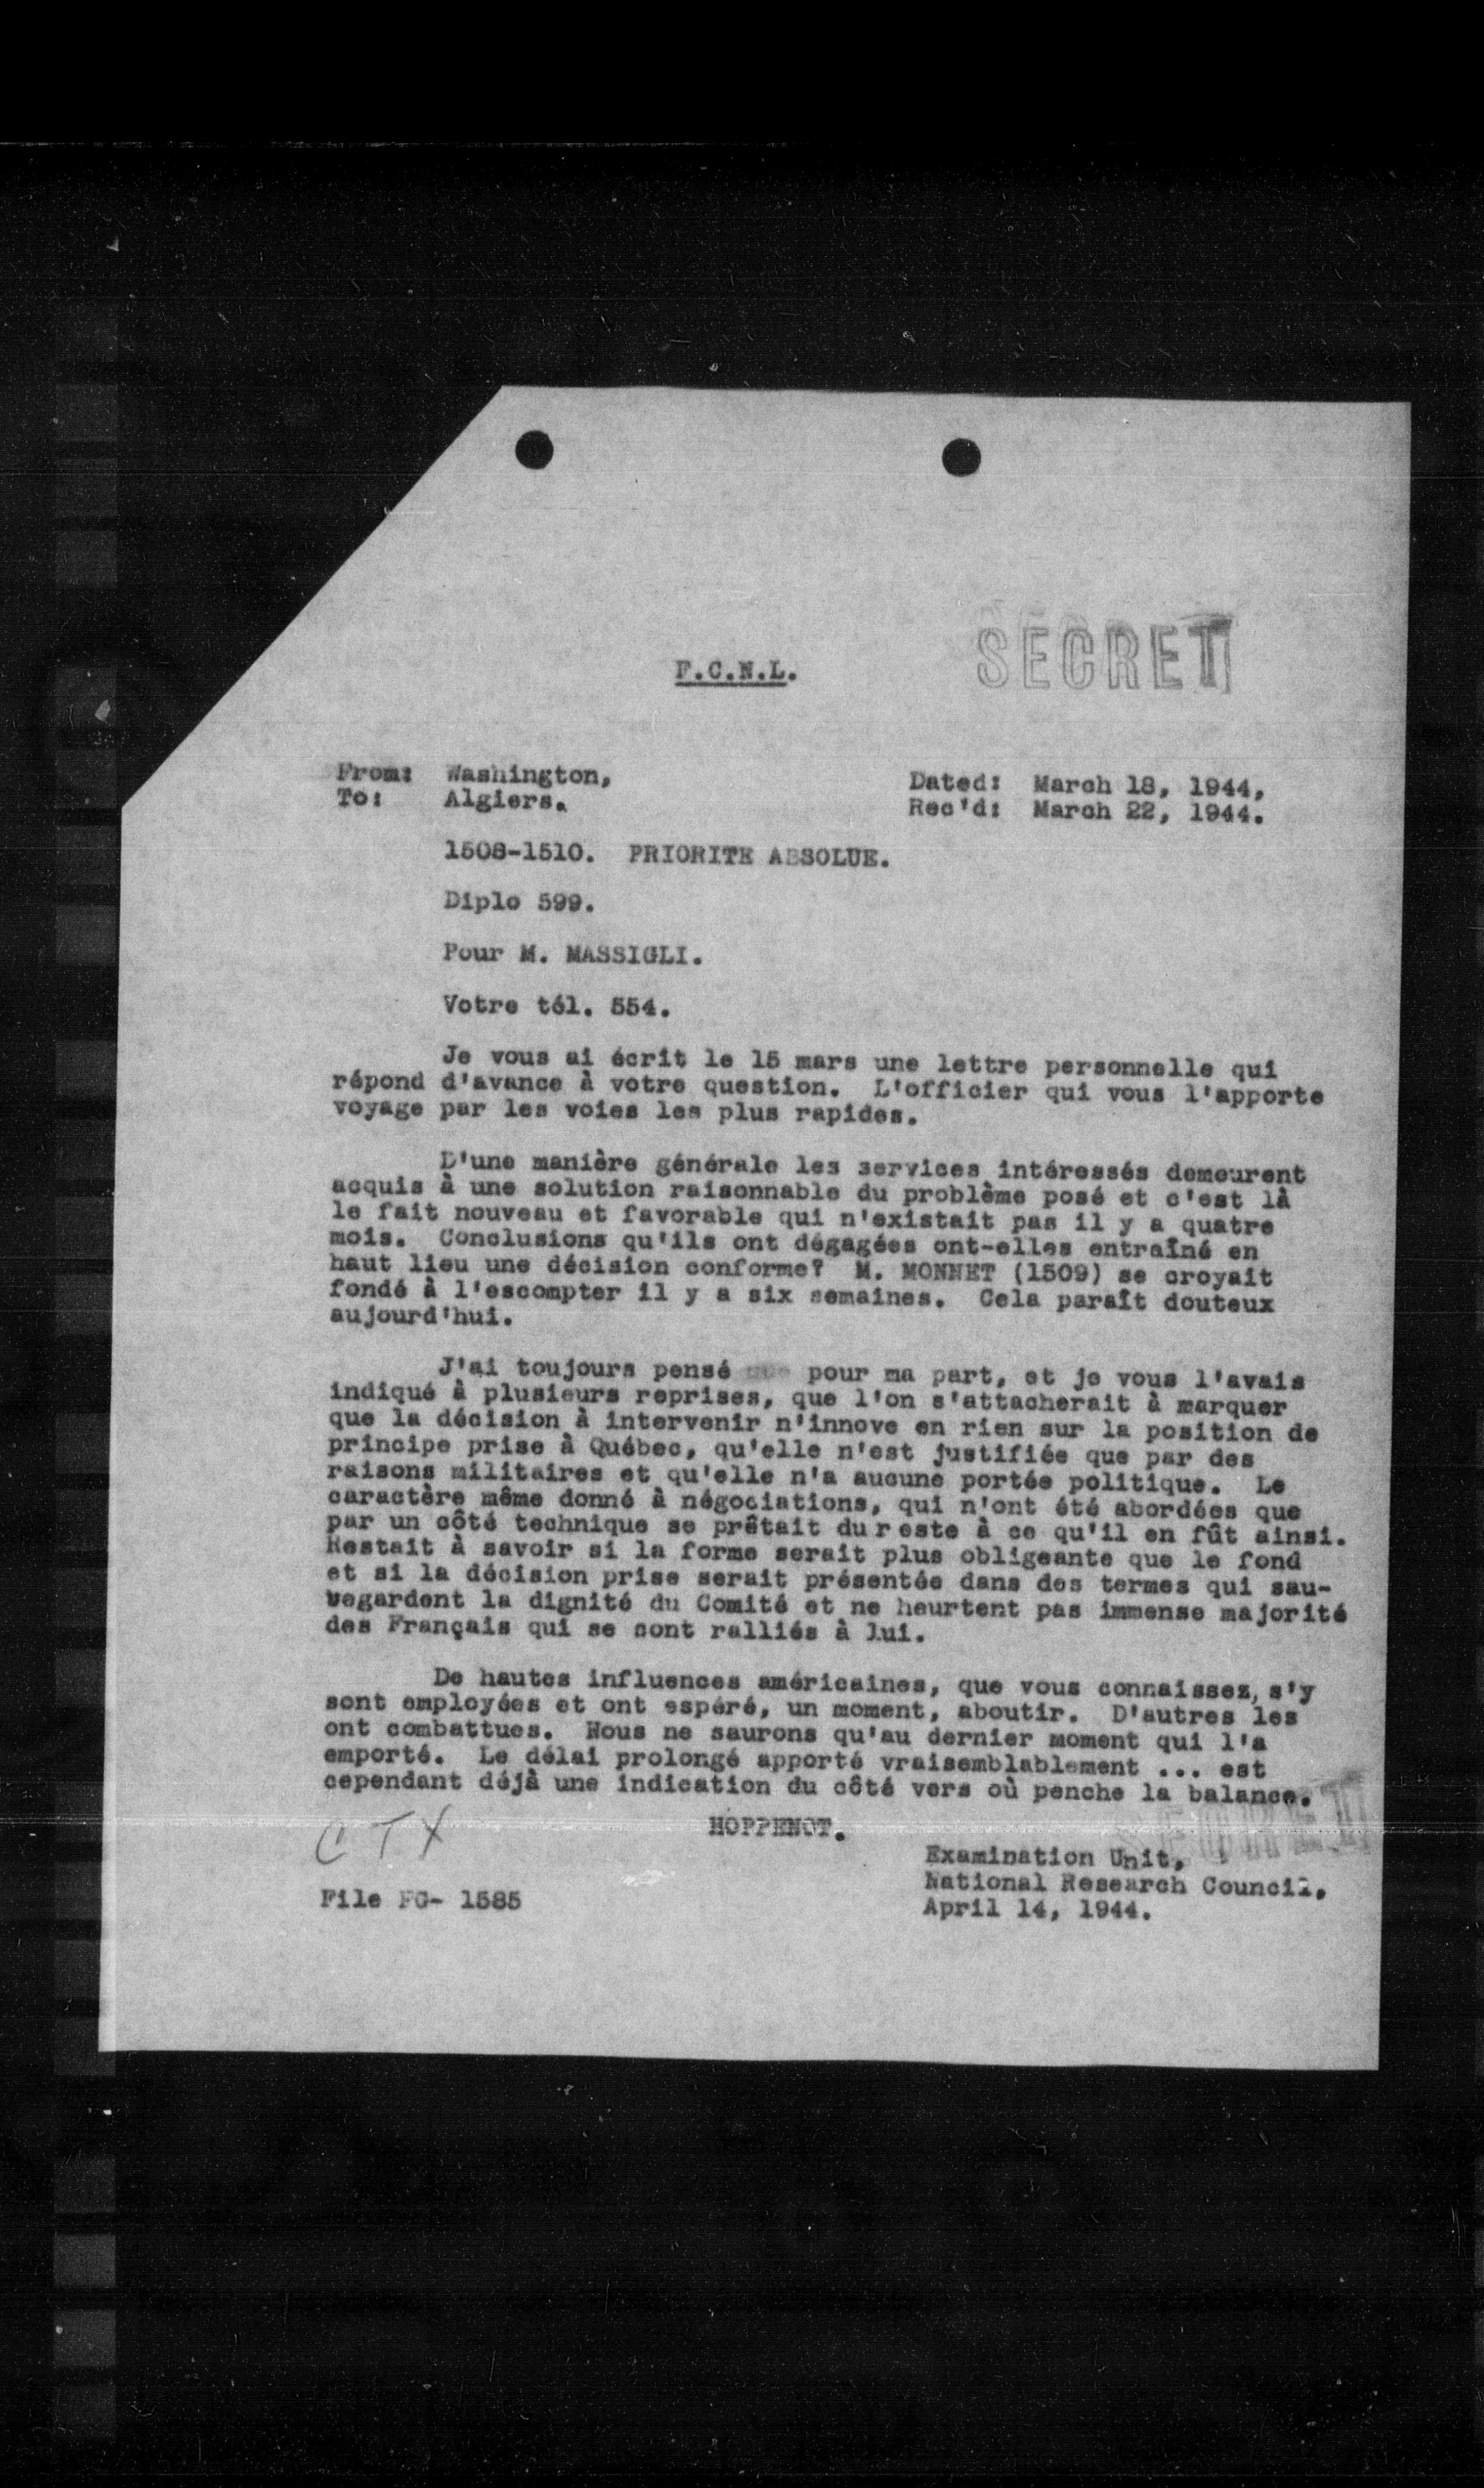 SECRET
F.C.N.L.
From: Washington,
To: Algiers.
Dated: March 18, 1944,
Rec'd: March 22, 1944.
1508-1510. PRIORITE ABSOLUE.
Diplo 599.
Pour M. MASSIGLI.
Votre tél. 554.
Je vous ai écrit le 15 mars une lettre personnelle qui
répond d'avance à votre question. L'officier qui vous l'apporte
voyage par les voies les plus rapides.
D'une manière générale les services intéressés demeurent
acquis à une solution raisonnable du problème posé et c'est là
le fait nouveau et favorable qui n'existait pas il y a quatre
mois. Conclusions qu'ils ont dégagées ont-elles entraîné en
haut lieu une décision conforme? M. MONNET (1509) se croyait
fondé à l'escompter il y a six semaines. Cela paraît douteux
aujourd'hui.
J'ai toujours pensé pour ma part, et je vous l'avais
indiqué à plusieurs reprises, que l'on s'attacherait à marquer
que la décision à intervenir n'innove en rien sur la position de
principe prise à Québec, qu'elle n'est justifiée que par des
raisons militaires et qu'elle n'a aucune portée politique. Le
caractère même donné à négociations, qui n'ont été abordées que
par un côté technique se prêtait du reste à ce qu'il en fût ainsi.
Restait à savoir si la forme serait plus obligeante que le fond
et si la décision prise serait présentée dans des termes qui sau-
vegardent la dignité du Comité et ne heurtent pas immense majorité
des Français qui se sont ralliés à lui.
De hautes influences américaines, que vous connaissez, s'y
sont employées et ont espéré, un moment, aboutir. D'autres les
ont combattues. Nous ne saurons qu'au dernier moment qui l'a
emporté. Le délai prolongé apporté vraisemblablement ... est
cependant déjà une indication du côté vers où penche la balance.
HOPPENOT.
CTX
Examination Unit,
National Research Council,
April 14, 1944.
File FG- 1585